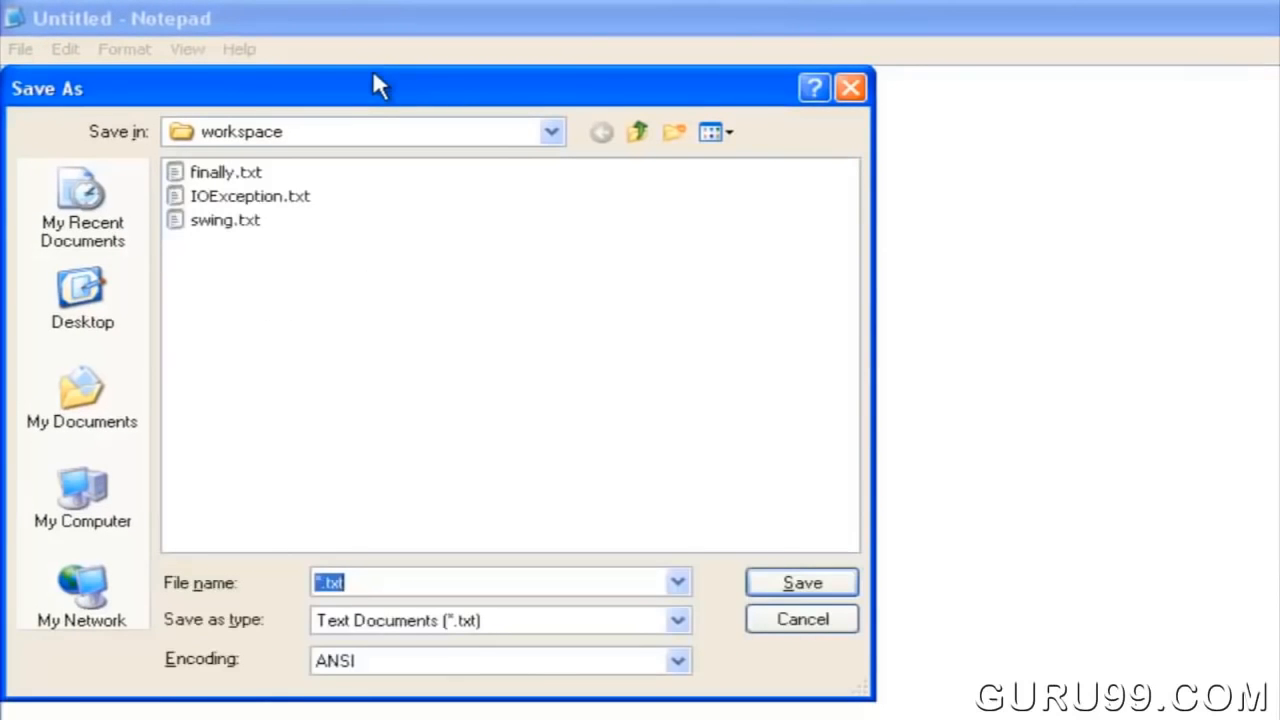 Untitled - Notepad
File Edit Format View Help
Save As
Save in: workspace
finally.txt
IOException.txt
swing.txt
My Recent
Documents
Desktop
My Documents
My Computer
My Network
File name: *.txt
Save
Save as type: Text Documents (*.txt)
Cancel
Encoding: ANSI
GURU99.COM